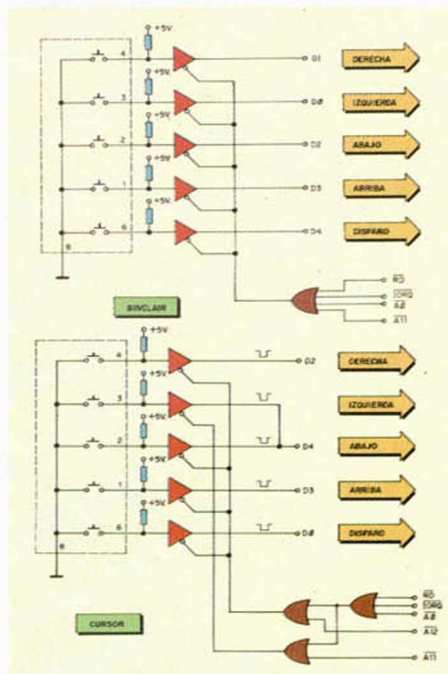 +5V
4
D1
DERECHA
+5V
3
D0
IZQUIERDA
+5V
2
D2
ABAJO
+5V
1
D3
ARRIBA
+5V
6
D4
DISPARO
8
RD
IORQ
A0
A11
SINCLAIR
+5V
4
D2
DERECHA
+5V
3
IZQUIERDA
+5V
2
D4
ABAJO
+5V
1
D3
ARRIBA
+5V
6
D0
DISPARO
8
RD
IORQ
A0
A12
A11
CURSOR